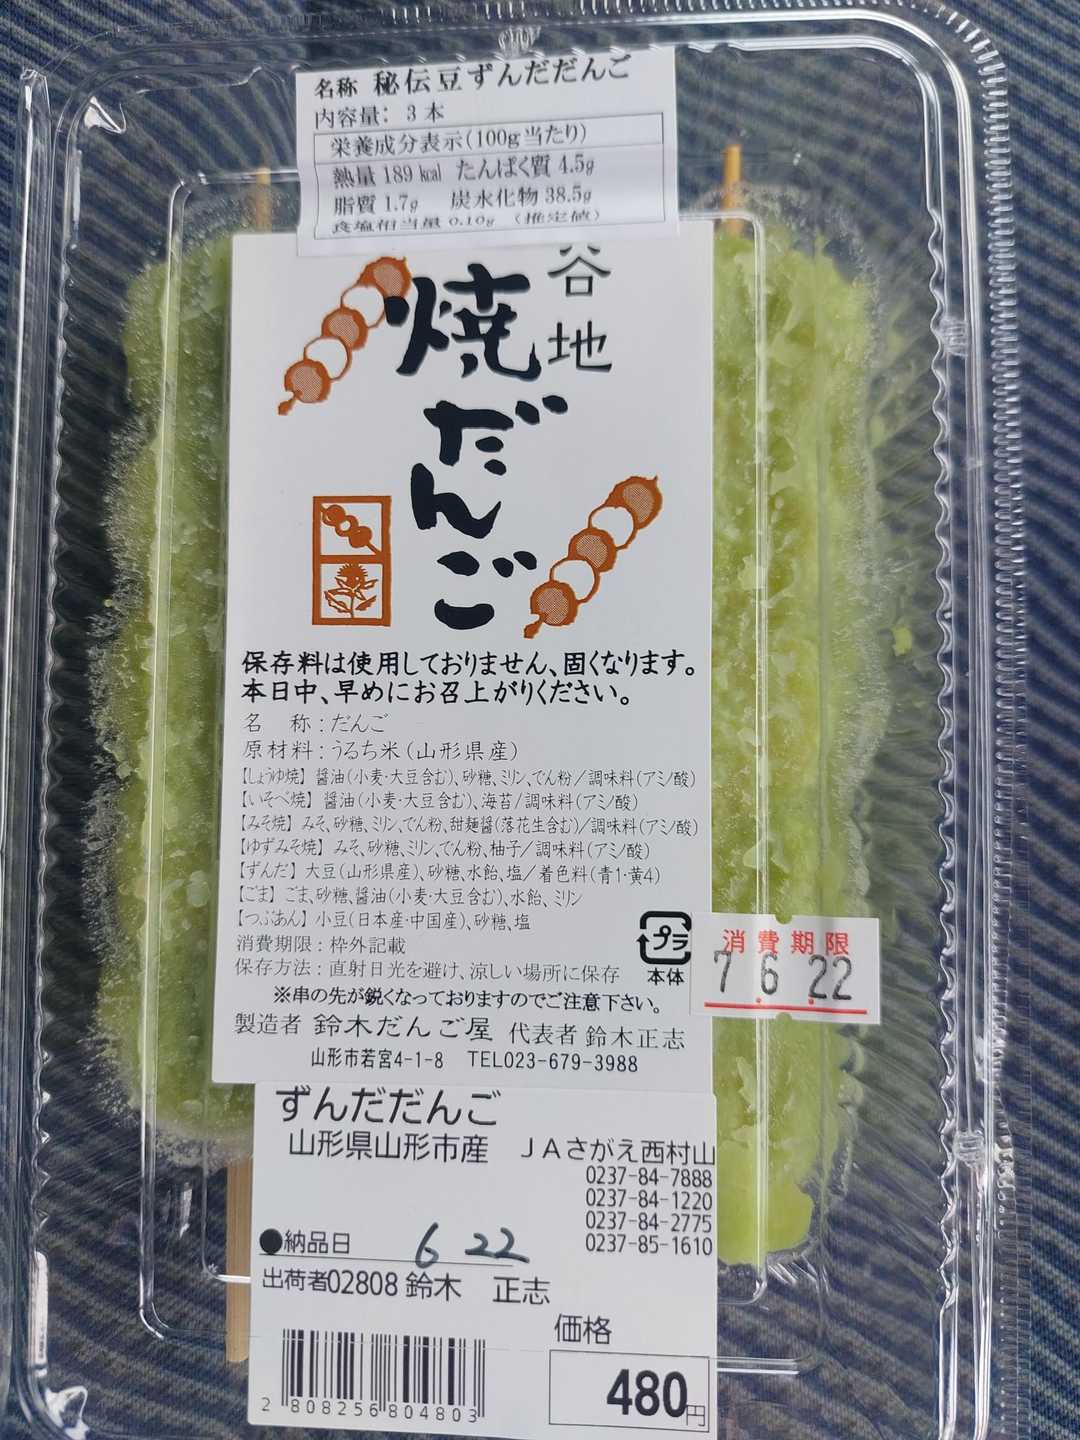 名称 秘伝豆ずんだだんご
内容量: 3本
栄養成分表示(100g当たり)
熱量 189 kcal たんぱく質 4.5g
脂質 1.7g 炭水化物 38.5g
食塩相当量 0.10g (推定値)
谷地
焼だんご
保存料は使用しておりません、固くなります。
本日中、早めにお召上がりください。
名 称:だんご
原材料:うるち米(山形県産)
【しょうゆ焼】 醤油(小麦・大豆含む)、砂糖、ミリン、でん粉/調味料(アミノ酸)
【いそべ焼】 醤油(小麦・大豆含む)、海苔/調味料(アミノ酸)
【みそ焼】 みそ、砂糖、ミリン、でん粉、甜麺醤(落花生含む)/調味料(アミノ酸)
【ゆずみそ焼】 みそ、砂糖、ミリン、でん粉、柚子/調味料(アミノ酸)
【ずんだ】 大豆(山形県産)、砂糖、水飴、塩/着色料(青1・黄4)
【ごま】 ごま、砂糖、醤油(小麦・大豆含む)、水飴、ミリン
【つぶあん】 小豆(日本産・中国産)、砂糖、塩
消費期限:枠外記載
保存方法:直射日光を避け、涼しい場所に保存
プラ
本体
消費期限
7.6.22
※串の先が鋭くなっておりますのでご注意下さい。
製造者 鈴木だんご屋 代表者 鈴木正志
山形市若宮4-1-8 TEL023-679-3988
ずんだだんご
山形県山形市産 JAさがえ西村山
0237-84-7888
0237-84-1220
0237-84-2775
0237-85-1610
●納品日 6 22
出荷者02808 鈴木 正志
価格
480円
2 808256 804803